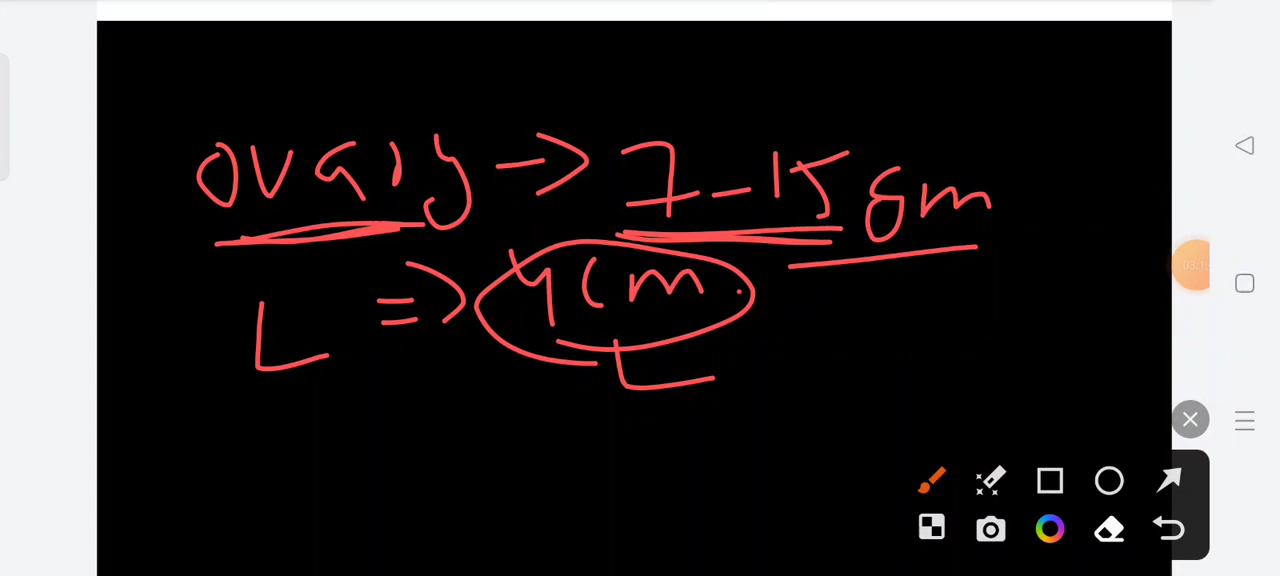 ovary → 7-15 gm
L ⇒ 4cm.
L